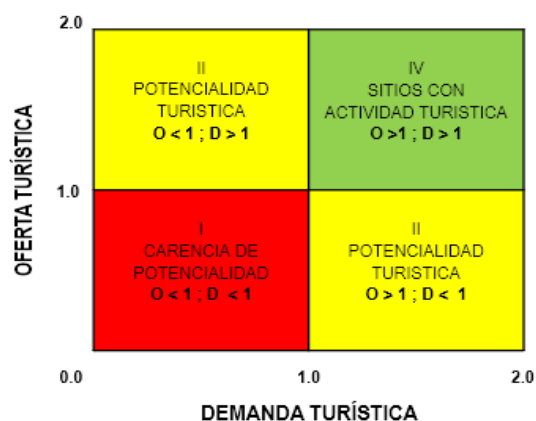 2.0
II
POTENCIALIDAD
TURISTICA
O < 1 ; D > 1
IV
SITIOS CON
ACTIVIDAD TURISTICA
O >1 ; D > 1
OFERTA TURÍSTICA
1.0
I
CARENCIA DE
POTENCIALIDAD
O < 1 ; D < 1
II
POTENCIALIDAD
TURISTICA
O > 1 ; D < 1
0.0
1.0
2.0
DEMANDA TURÍSTICA